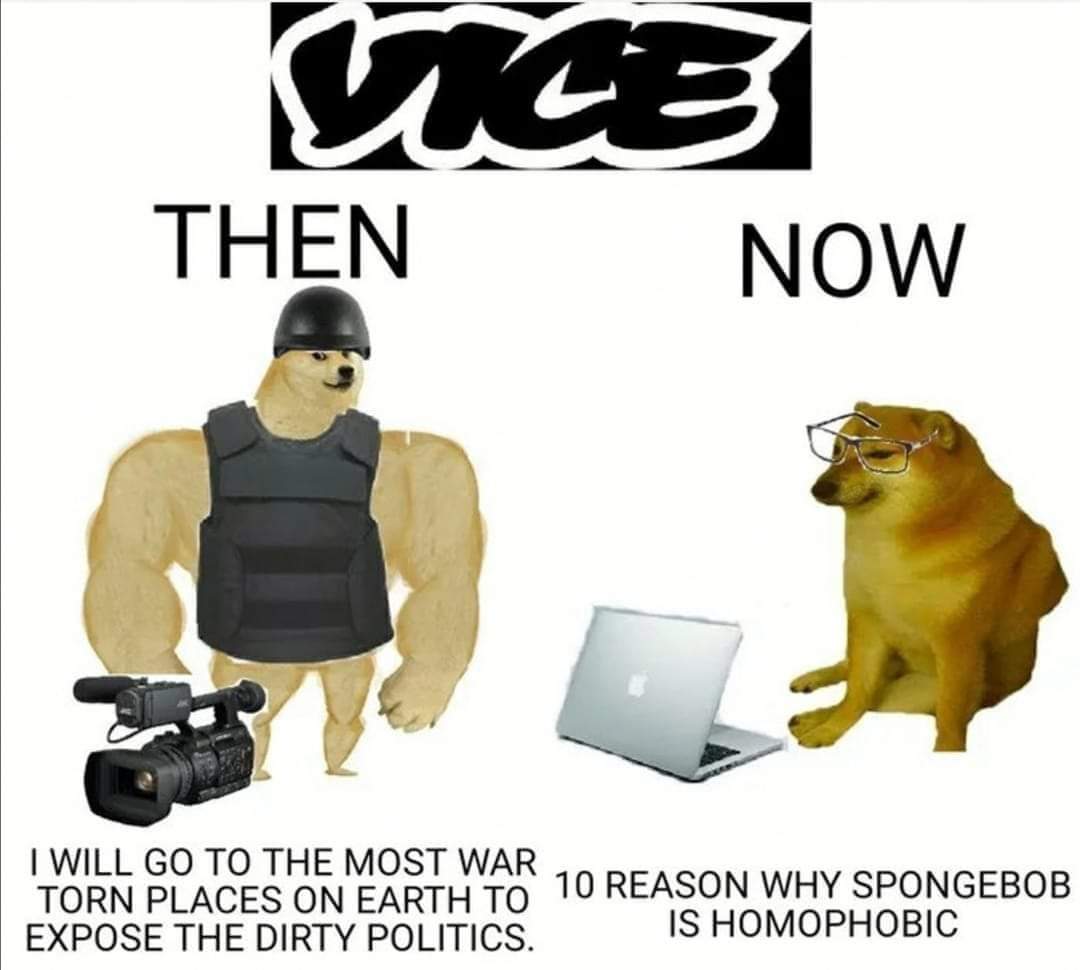 VICE
THEN
NOW
I WILL GO TO THE MOST WAR
TORN PLACES ON EARTH TO
EXPOSE THE DIRTY POLITICS.
10 REASON WHY SPONGEBOB
IS HOMOPHOBIC